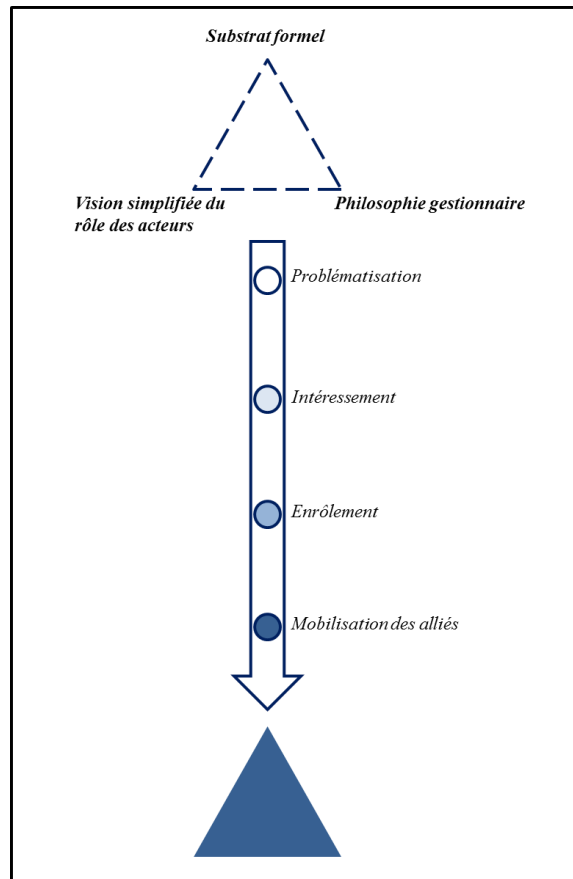 Substrat formel
Vision simplifiée du
rôle des acteurs
Philosophie gestionnaire
Problématisation
Intéressement
Enrôlement
Mobilisation des alliés